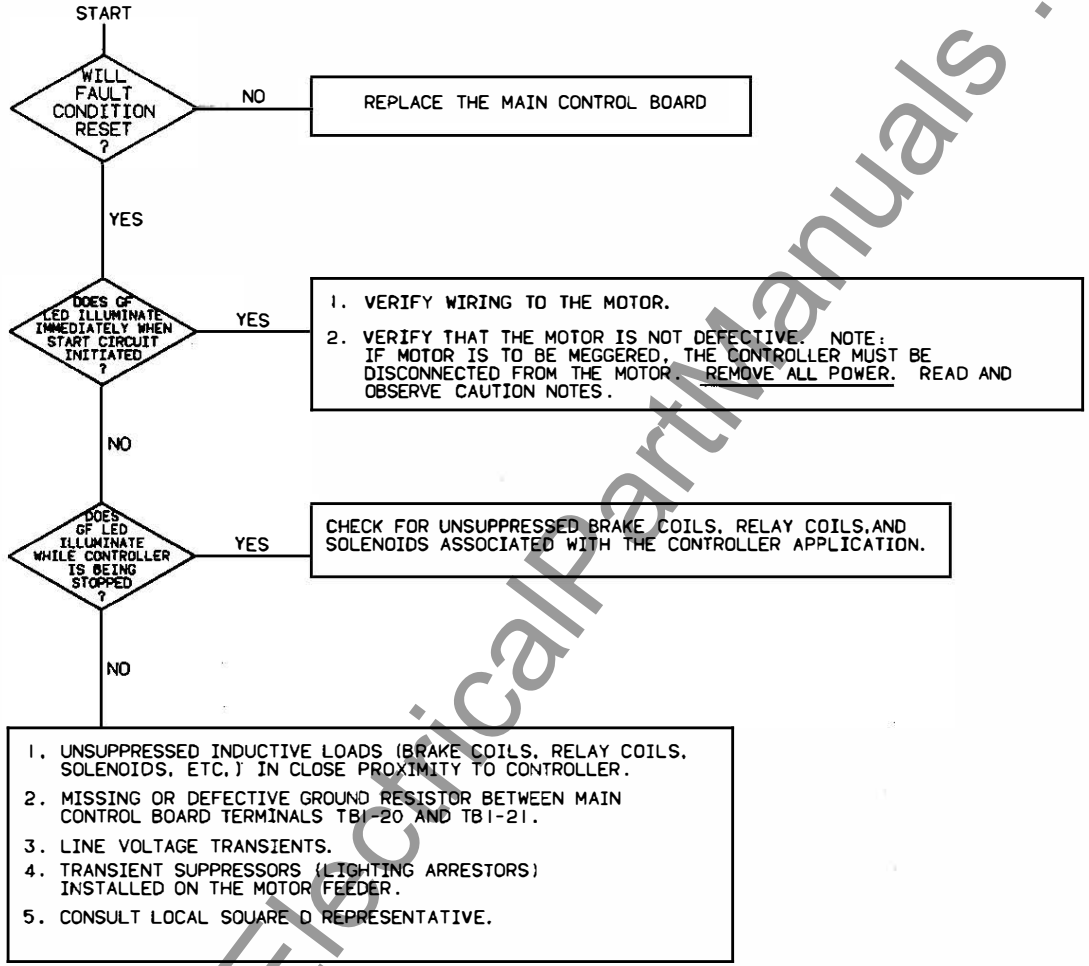 START
WILL
FAULT
CONDITION
RESET
?
NO
REPLACE THE MAIN CONTROL BOARD
YES
DOES GF
LED ILLUMINATE
IMMEDIATELY WHEN
START CIRCUIT
INITIATED
?
YES
1. VERIFY WIRING TO THE MOTOR.
2. VERIFY THAT THE MOTOR IS NOT DEFECTIVE. NOTE:
IF MOTOR IS TO BE MEGGERED, THE CONTROLLER MUST BE
DISCONNECTED FROM THE MOTOR. REMOVE ALL POWER. READ AND
OBSERVE CAUTION NOTES.
NO
DOES
GF LED
ILLUMINATE
WHILE CONTROLLER
IS BEING
STOPPED
?
YES
CHECK FOR UNSUPPRESSED BRAKE COILS, RELAY COILS,AND
SOLENOIDS ASSOCIATED WITH THE CONTROLLER APPLICATION.
NO
1. UNSUPPRESSED INDUCTIVE LOADS (BRAKE COILS, RELAY COILS,
SOLENOIDS, ETC.) IN CLOSE PROXIMITY TO CONTROLLER.
2. MISSING OR DEFECTIVE GROUND RESISTOR BETWEEN MAIN
CONTROL BOARD TERMINALS TB1-20 AND TB1-21.
3. LINE VOLTAGE TRANSIENTS.
4. TRANSIENT SUPPRESSORS (LIGHTING ARRESTORS)
INSTALLED ON THE MOTOR FEEDER.
5. CONSULT LOCAL SQUARE D REPRESENTATIVE.
ElectricalPartManuals .